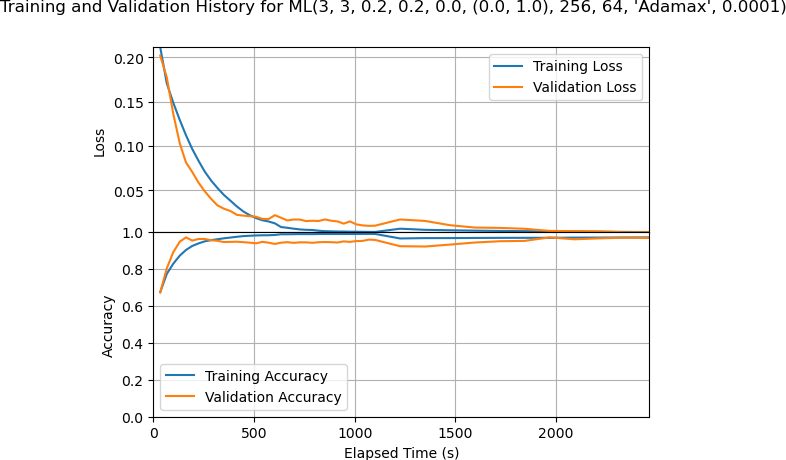 Training and Validation History for ML(3, 3, 0.2, 0.2, 0.0, (0.0, 1.0), 256, 64, 'Adamax', 0.0001)
0.20
0.15
0.10
0.05
Loss
Training Loss
Validation Loss
1.0
0.8
0.6
0.4
0.2
0.0
Accuracy
Training Accuracy
Validation Accuracy
0
500
1000
1500
2000
Elapsed Time (s)